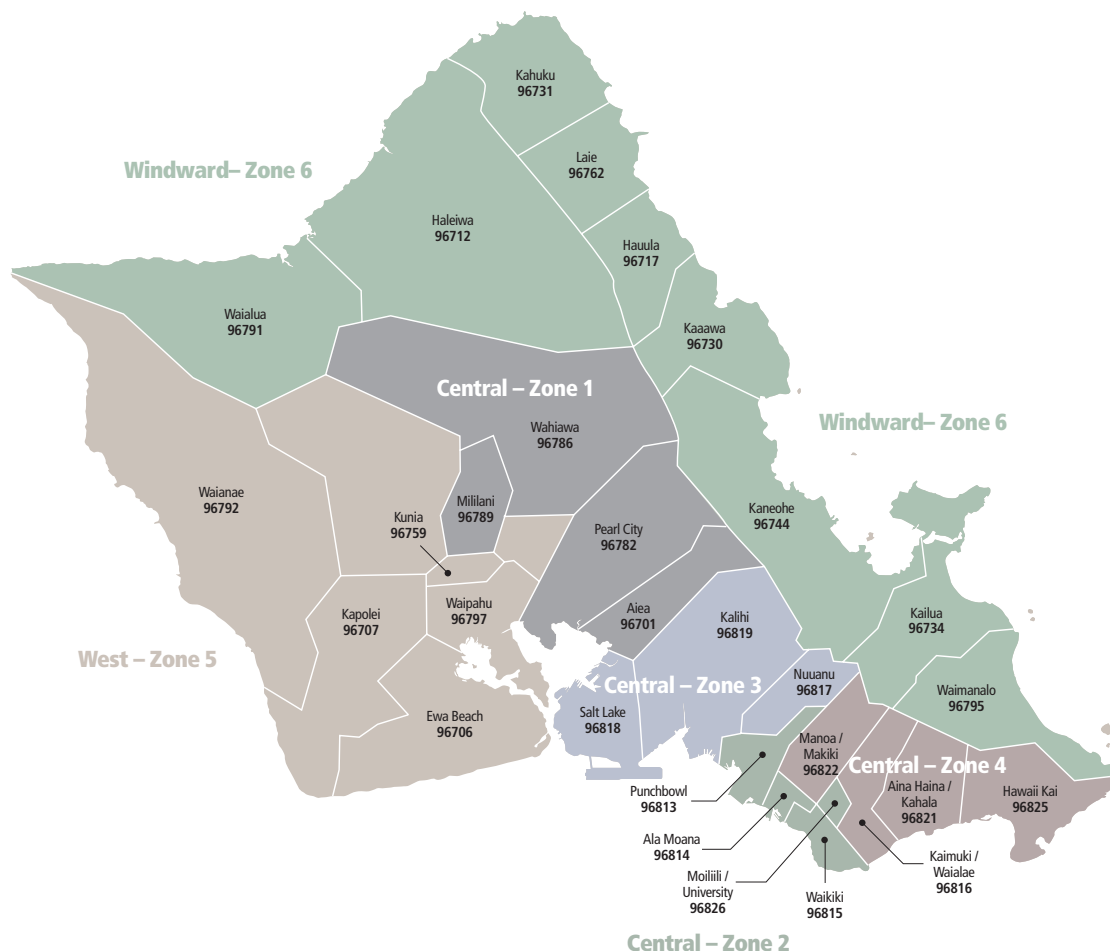 Kahuku
96731
Laie
96762
Windward– Zone 6
Haleiwa
96712
Hauula
96717
Waialua
96791
Kaaawa
96730
Central – Zone 1
Windward– Zone 6
Wahiawa
96786
Waianae
96792
Mililani
96789
Kunia
96759
Pearl City
96782
Kaneohe
96744
Waipahu
96797
Kapolei
96707
Aiea
96701
Kalihi
96819
Kailua
96734
West – Zone 5
Nuuanu
96817
Central – Zone 3
Waimanalo
96795
Ewa Beach
96706
Salt Lake
96818
Manoa /
Makiki
96822
Central – Zone 4
Aina Haina /
Kahala
96821
Hawaii Kai
96825
Punchbowl
96813
Ala Moana
96814
Kaimuki /
Waialae
96816
Moiliili /
University
96826
Waikiki
96815
Central – Zone 2